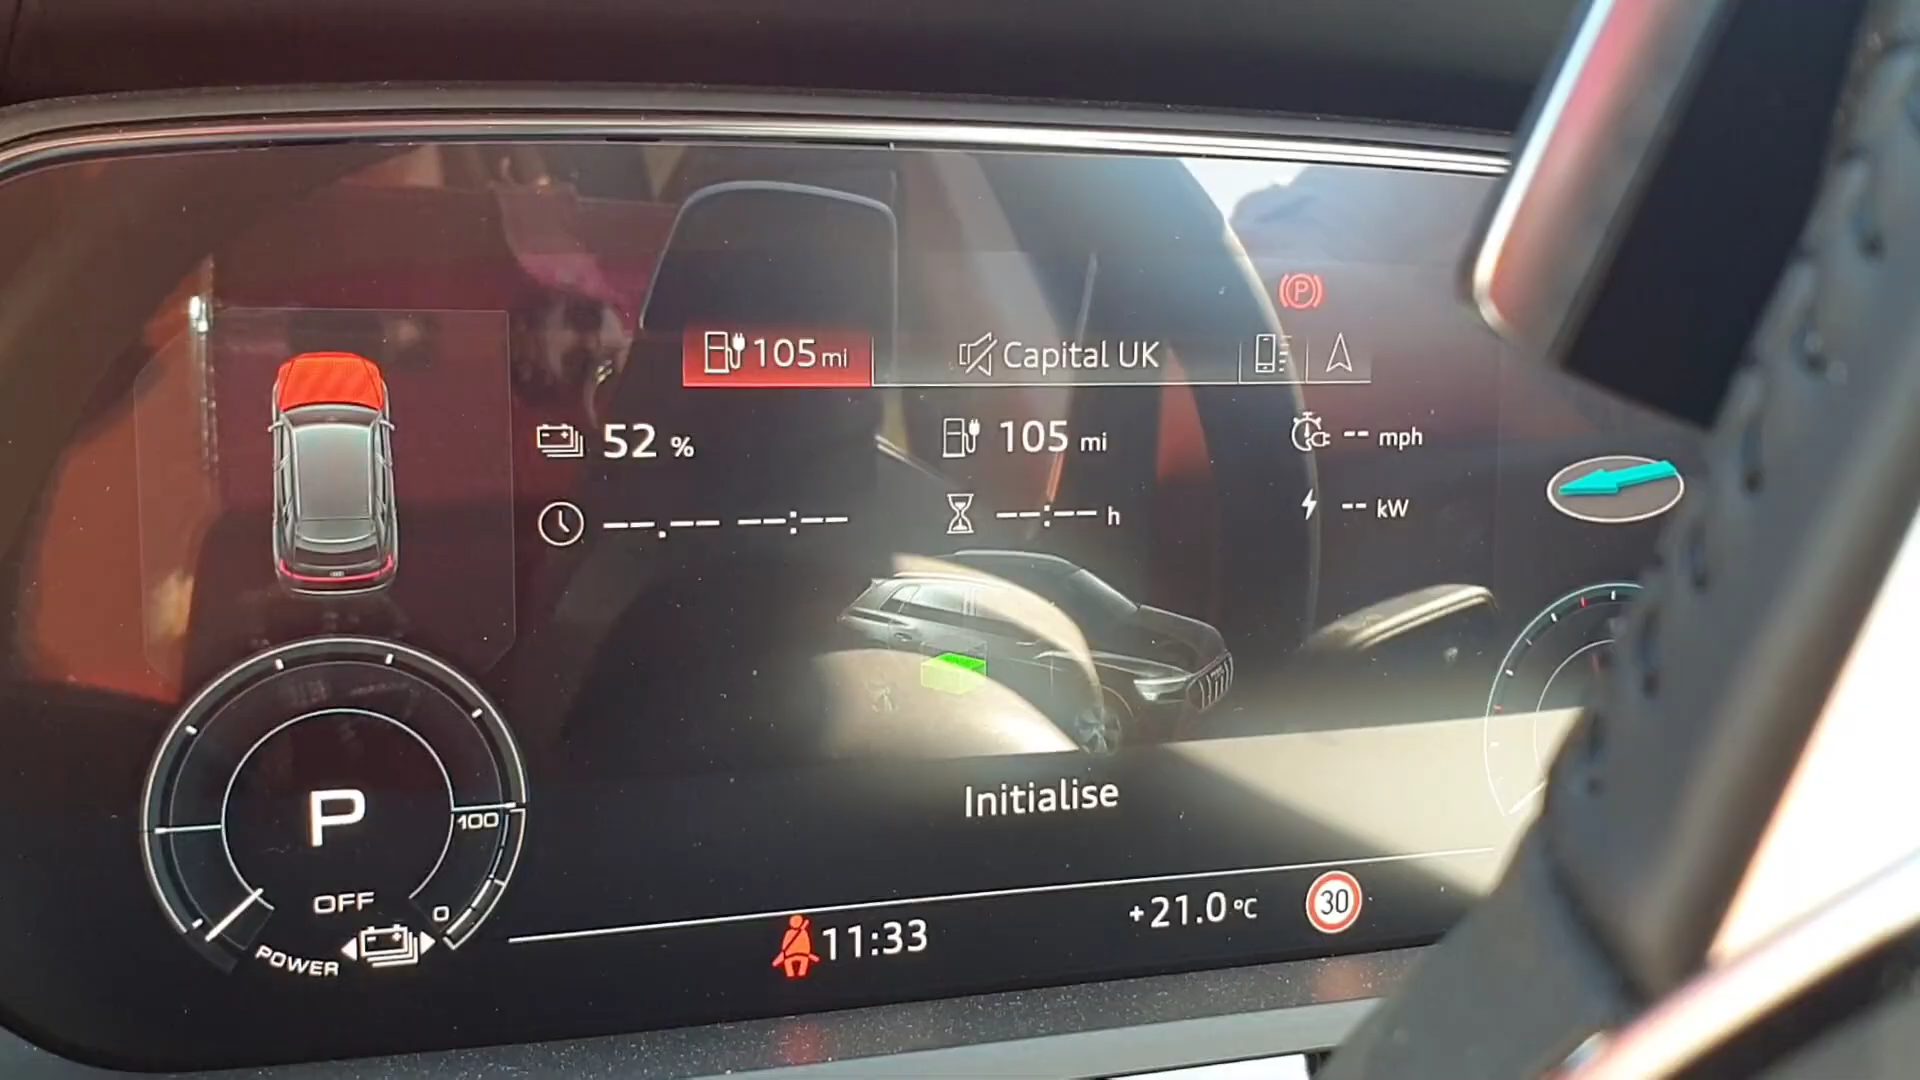 P
105 mi
Capital UK
52 %
105 mi
-- mph
--.-- --:--
--:-- h
-- kW
Initialise
P
100
OFF
0
POWER
11:33
+21.0 °C
30